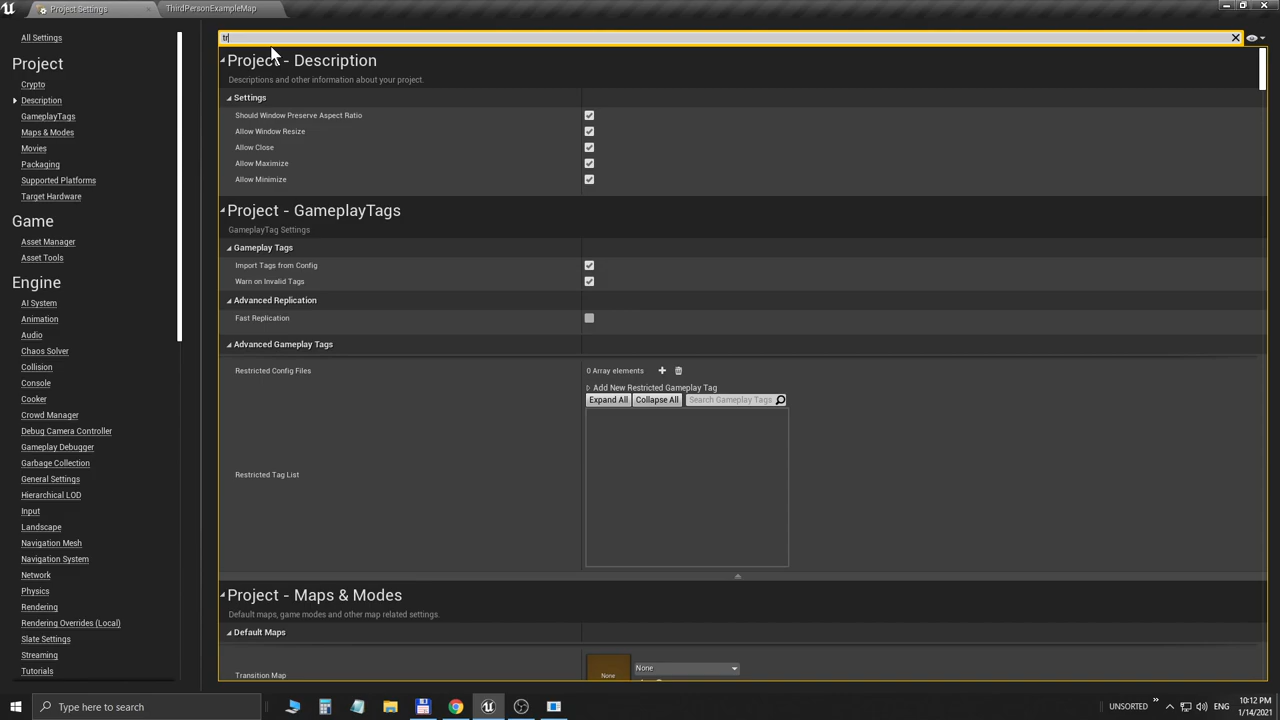 Project Settings
ThirdPersonExampleMap
All Settings
tr
Project
Crypto
Description
GameplayTags
Maps & Modes
Movies
Packaging
Supported Platforms
Target Hardware
Game
Asset Manager
Asset Tools
Engine
AI System
Animation
Audio
Chaos Solver
Collision
Console
Cooker
Crowd Manager
Debug Camera Controller
Gameplay Debugger
Garbage Collection
General Settings
Hierarchical LOD
Input
Landscape
Navigation Mesh
Navigation System
Network
Physics
Rendering
Rendering Overrides (Local)
Slate Settings
Streaming
Tutorials
Project - Description
Descriptions and other information about your project.
Settings
Should Window Preserve Aspect Ratio
Allow Window Resize
Allow Close
Allow Maximize
Allow Minimize
Project - GameplayTags
GameplayTag Settings
Gameplay Tags
Import Tags from Config
Warn on Invalid Tags
Advanced Replication
Fast Replication
Advanced Gameplay Tags
Restricted Config Files
0 Array elements
Add New Restricted Gameplay Tag
Expand All
Collapse All
Search Gameplay Tags
Restricted Tag List
Project - Maps & Modes
Default maps, game modes and other map related settings.
Default Maps
Transition Map
None
None
Type here to search
UNSORTED
ENG
10:12 PM
1/14/2021